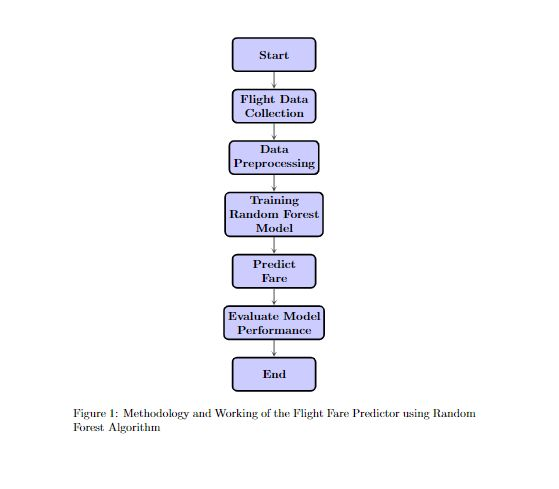 Start
Flight Data
Collection
Data
Preprocessing
Training
Random Forest
Model
Predict
Fare
Evaluate Model
Performance
End
Figure 1: Methodology and Working of the Flight Fare Predictor using Random
Forest Algorithm